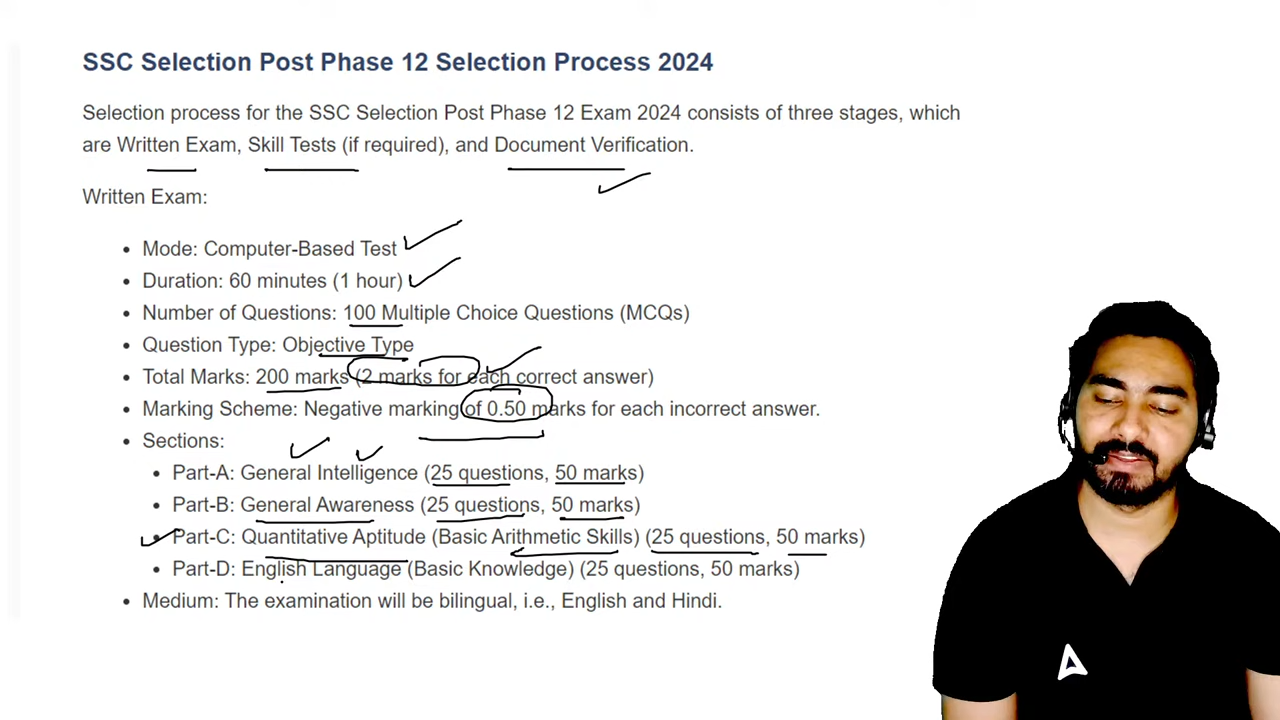 SSC Selection Post Phase 12 Selection Process 2024
Selection process for the SSC Selection Post Phase 12 Exam 2024 consists of three stages, which
are Written Exam, Skill Tests (if required), and Document Verification.
Written Exam:
• Mode: Computer-Based Test
• Duration: 60 minutes (1 hour)
• Number of Questions: 100 Multiple Choice Questions (MCQs)
• Question Type: Objective Type
• Total Marks: 200 marks (2 marks for each correct answer)
• Marking Scheme: Negative marking of 0.50 marks for each incorrect answer.
• Sections:
• Part-A: General Intelligence (25 questions, 50 marks)
• Part-B: General Awareness (25 questions, 50 marks)
• Part-C: Quantitative Aptitude (Basic Arithmetic Skills) (25 questions, 50 marks)
• Part-D: English Language (Basic Knowledge) (25 questions, 50 marks)
• Medium: The examination will be bilingual, i.e., English and Hindi.